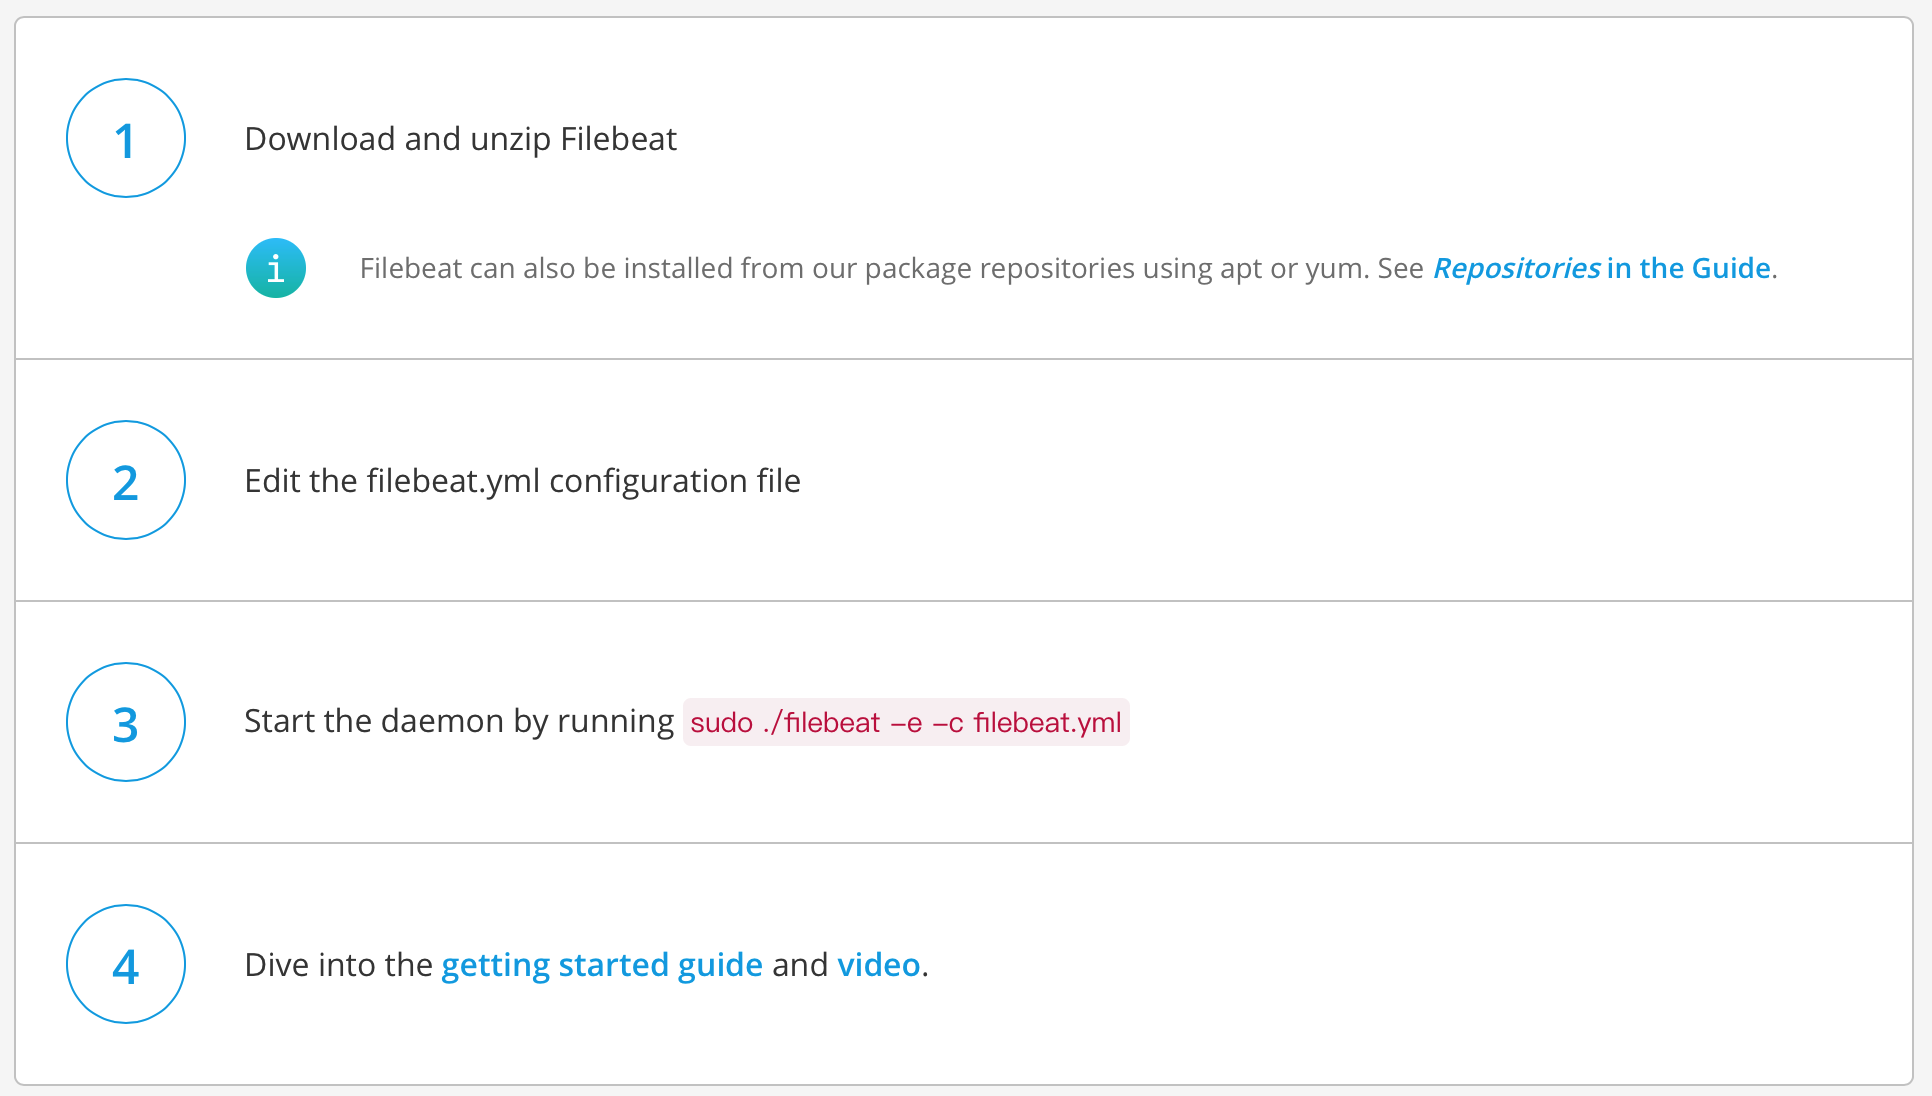 1
Download and unzip Filebeat
i
Filebeat can also be installed from our package repositories using apt or yum. See Repositories in the Guide.
2
Edit the filebeat.yml configuration file
3
Start the daemon by running sudo ./filebeat –e –c filebeat.yml
4
Dive into the getting started guide and video.